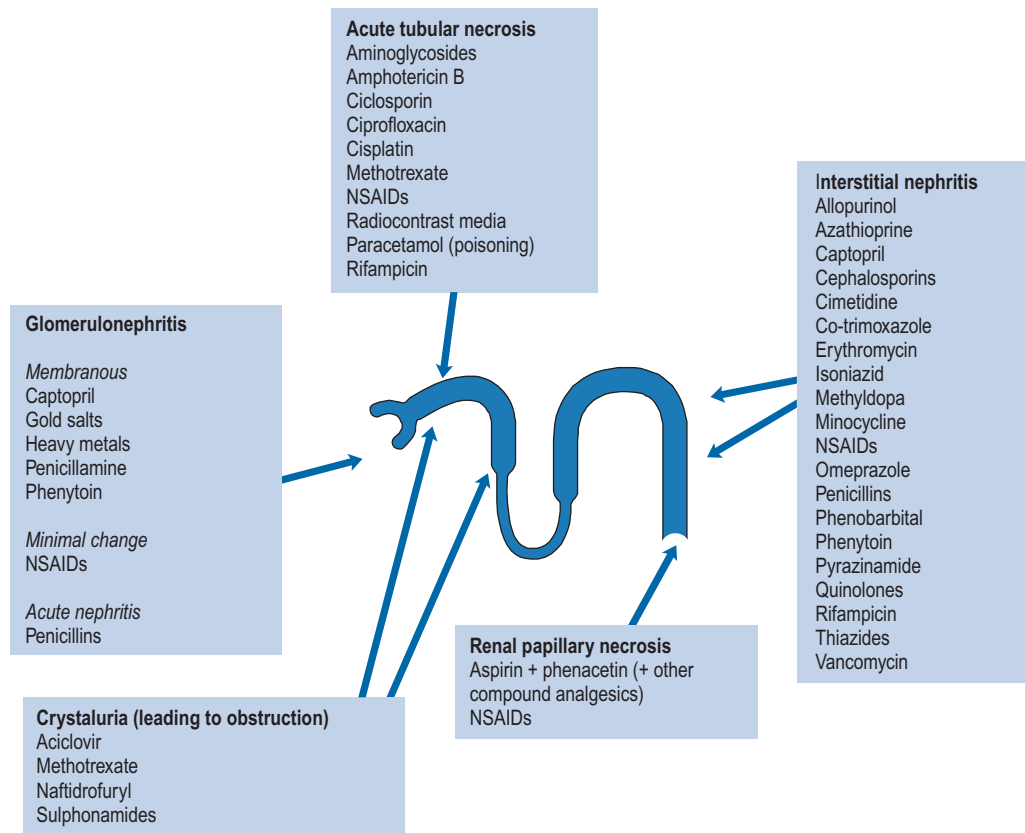 Acute tubular necrosis
Aminoglycosides
Amphotericin B
Ciclosporin
Ciprofloxacin
Cisplatin
Methotrexate
NSAIDs
Radiocontrast media
Paracetamol (poisoning)
Rifampicin
Interstitial nephritis
Allopurinol
Azathioprine
Captopril
Cephalosporins
Cimetidine
Co-trimoxazole
Erythromycin
Isoniazid
Methyldopa
Minocycline
NSAIDs
Omeprazole
Penicillins
Phenobarbital
Phenytoin
Pyrazinamide
Quinolones
Rifampicin
Thiazides
Vancomycin
Glomerulonephritis
Membranous
Captopril
Gold salts
Heavy metals
Penicillamine
Phenytoin
Minimal change
NSAIDs
Acute nephritis
Penicillins
Renal papillary necrosis
Aspirin + phenacetin (+ other
compound analgesics)
NSAIDs
Crystaluria (leading to obstruction)
Aciclovir
Methotrexate
Naftidrofuryl
Sulphonamides